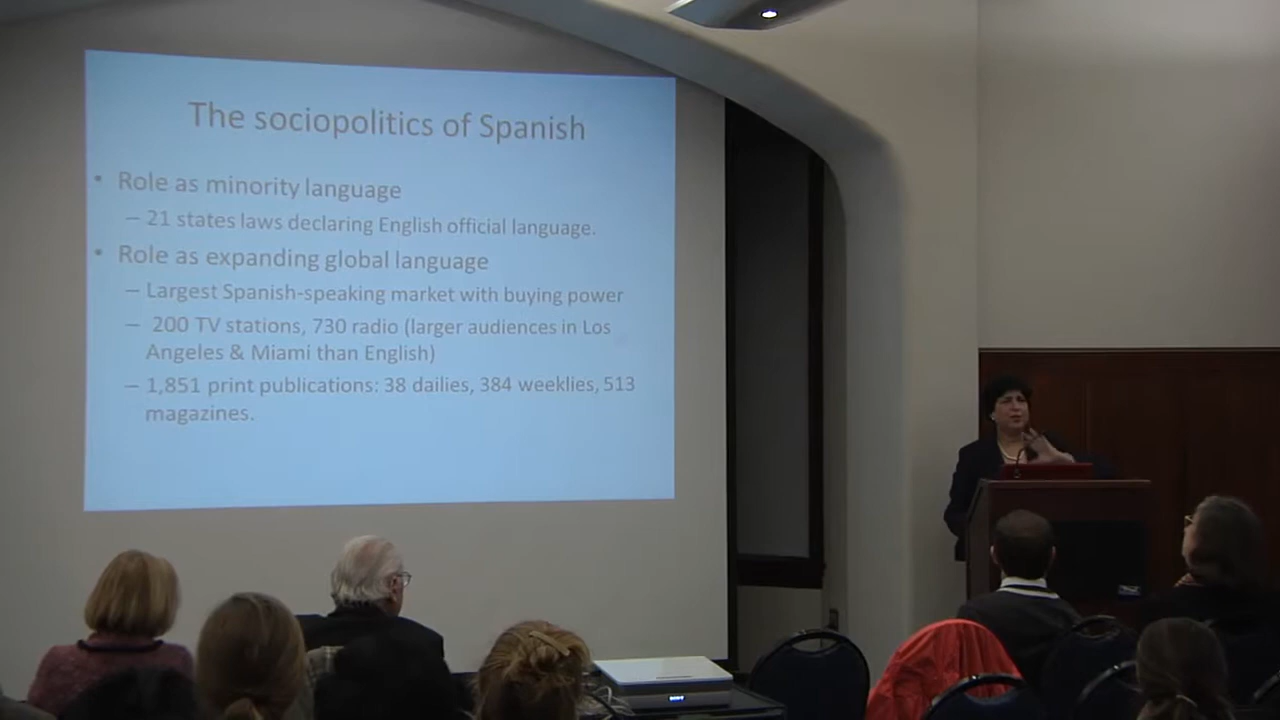 The sociopolitics of Spanish
• Role as minority language
– 21 states laws declaring English official language.
• Role as expanding global language
– Largest Spanish-speaking market with buying power
– 200 TV stations, 730 radio (larger audiences in Los
Angeles & Miami than English)
– 1,851 print publications: 38 dailies, 384 weeklies, 513
magazines.